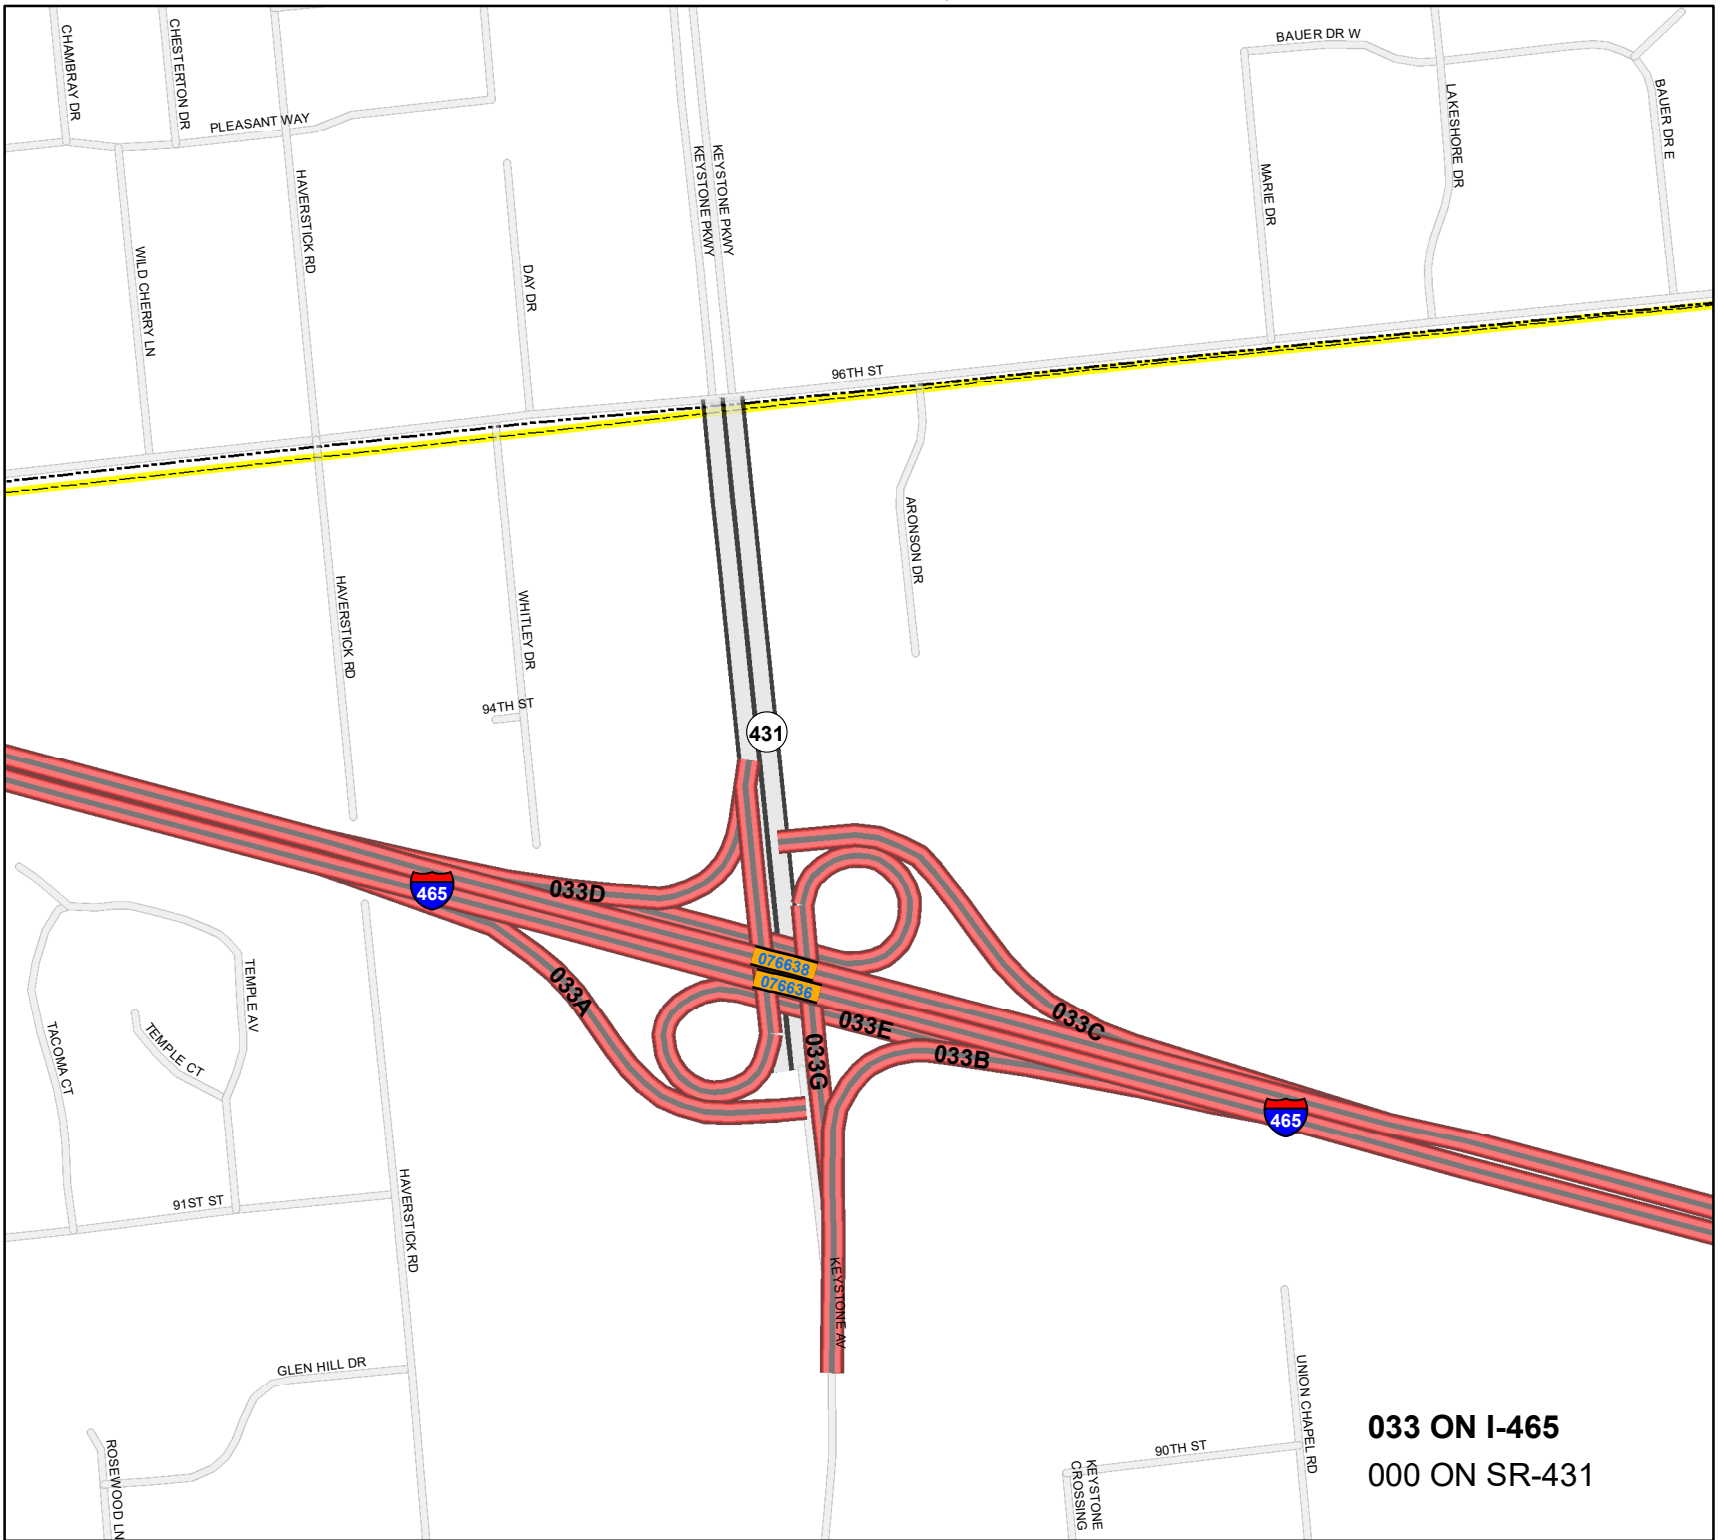 CHAMBRAY DR
CHESTERTON DR
PLEASANT WAY
HAVERSTICK RD
WILD CHERRY LN
DAY DR
KEYSTONE PKWY
KEYSTONE PKWY
BAUER DR W
LAKESHORE DR
BAUER DR E
MARIE DR
96TH ST
ARONSON DR
HAVERSTICK RD
WHITLEY DR
94TH ST
431
465
033D
076638
076636
033A
033E
033C
033B
033G
465
TEMPLE AV
TEMPLE CT
TACOMA CT
91ST ST
HAVERSTICK RD
KEYSTONE AV
GLEN HILL DR
ROSEWOOD LN
UNION CHAPEL RD
90TH ST
KEYSTONE
CROSSING
033 ON I-465
000 ON SR-431